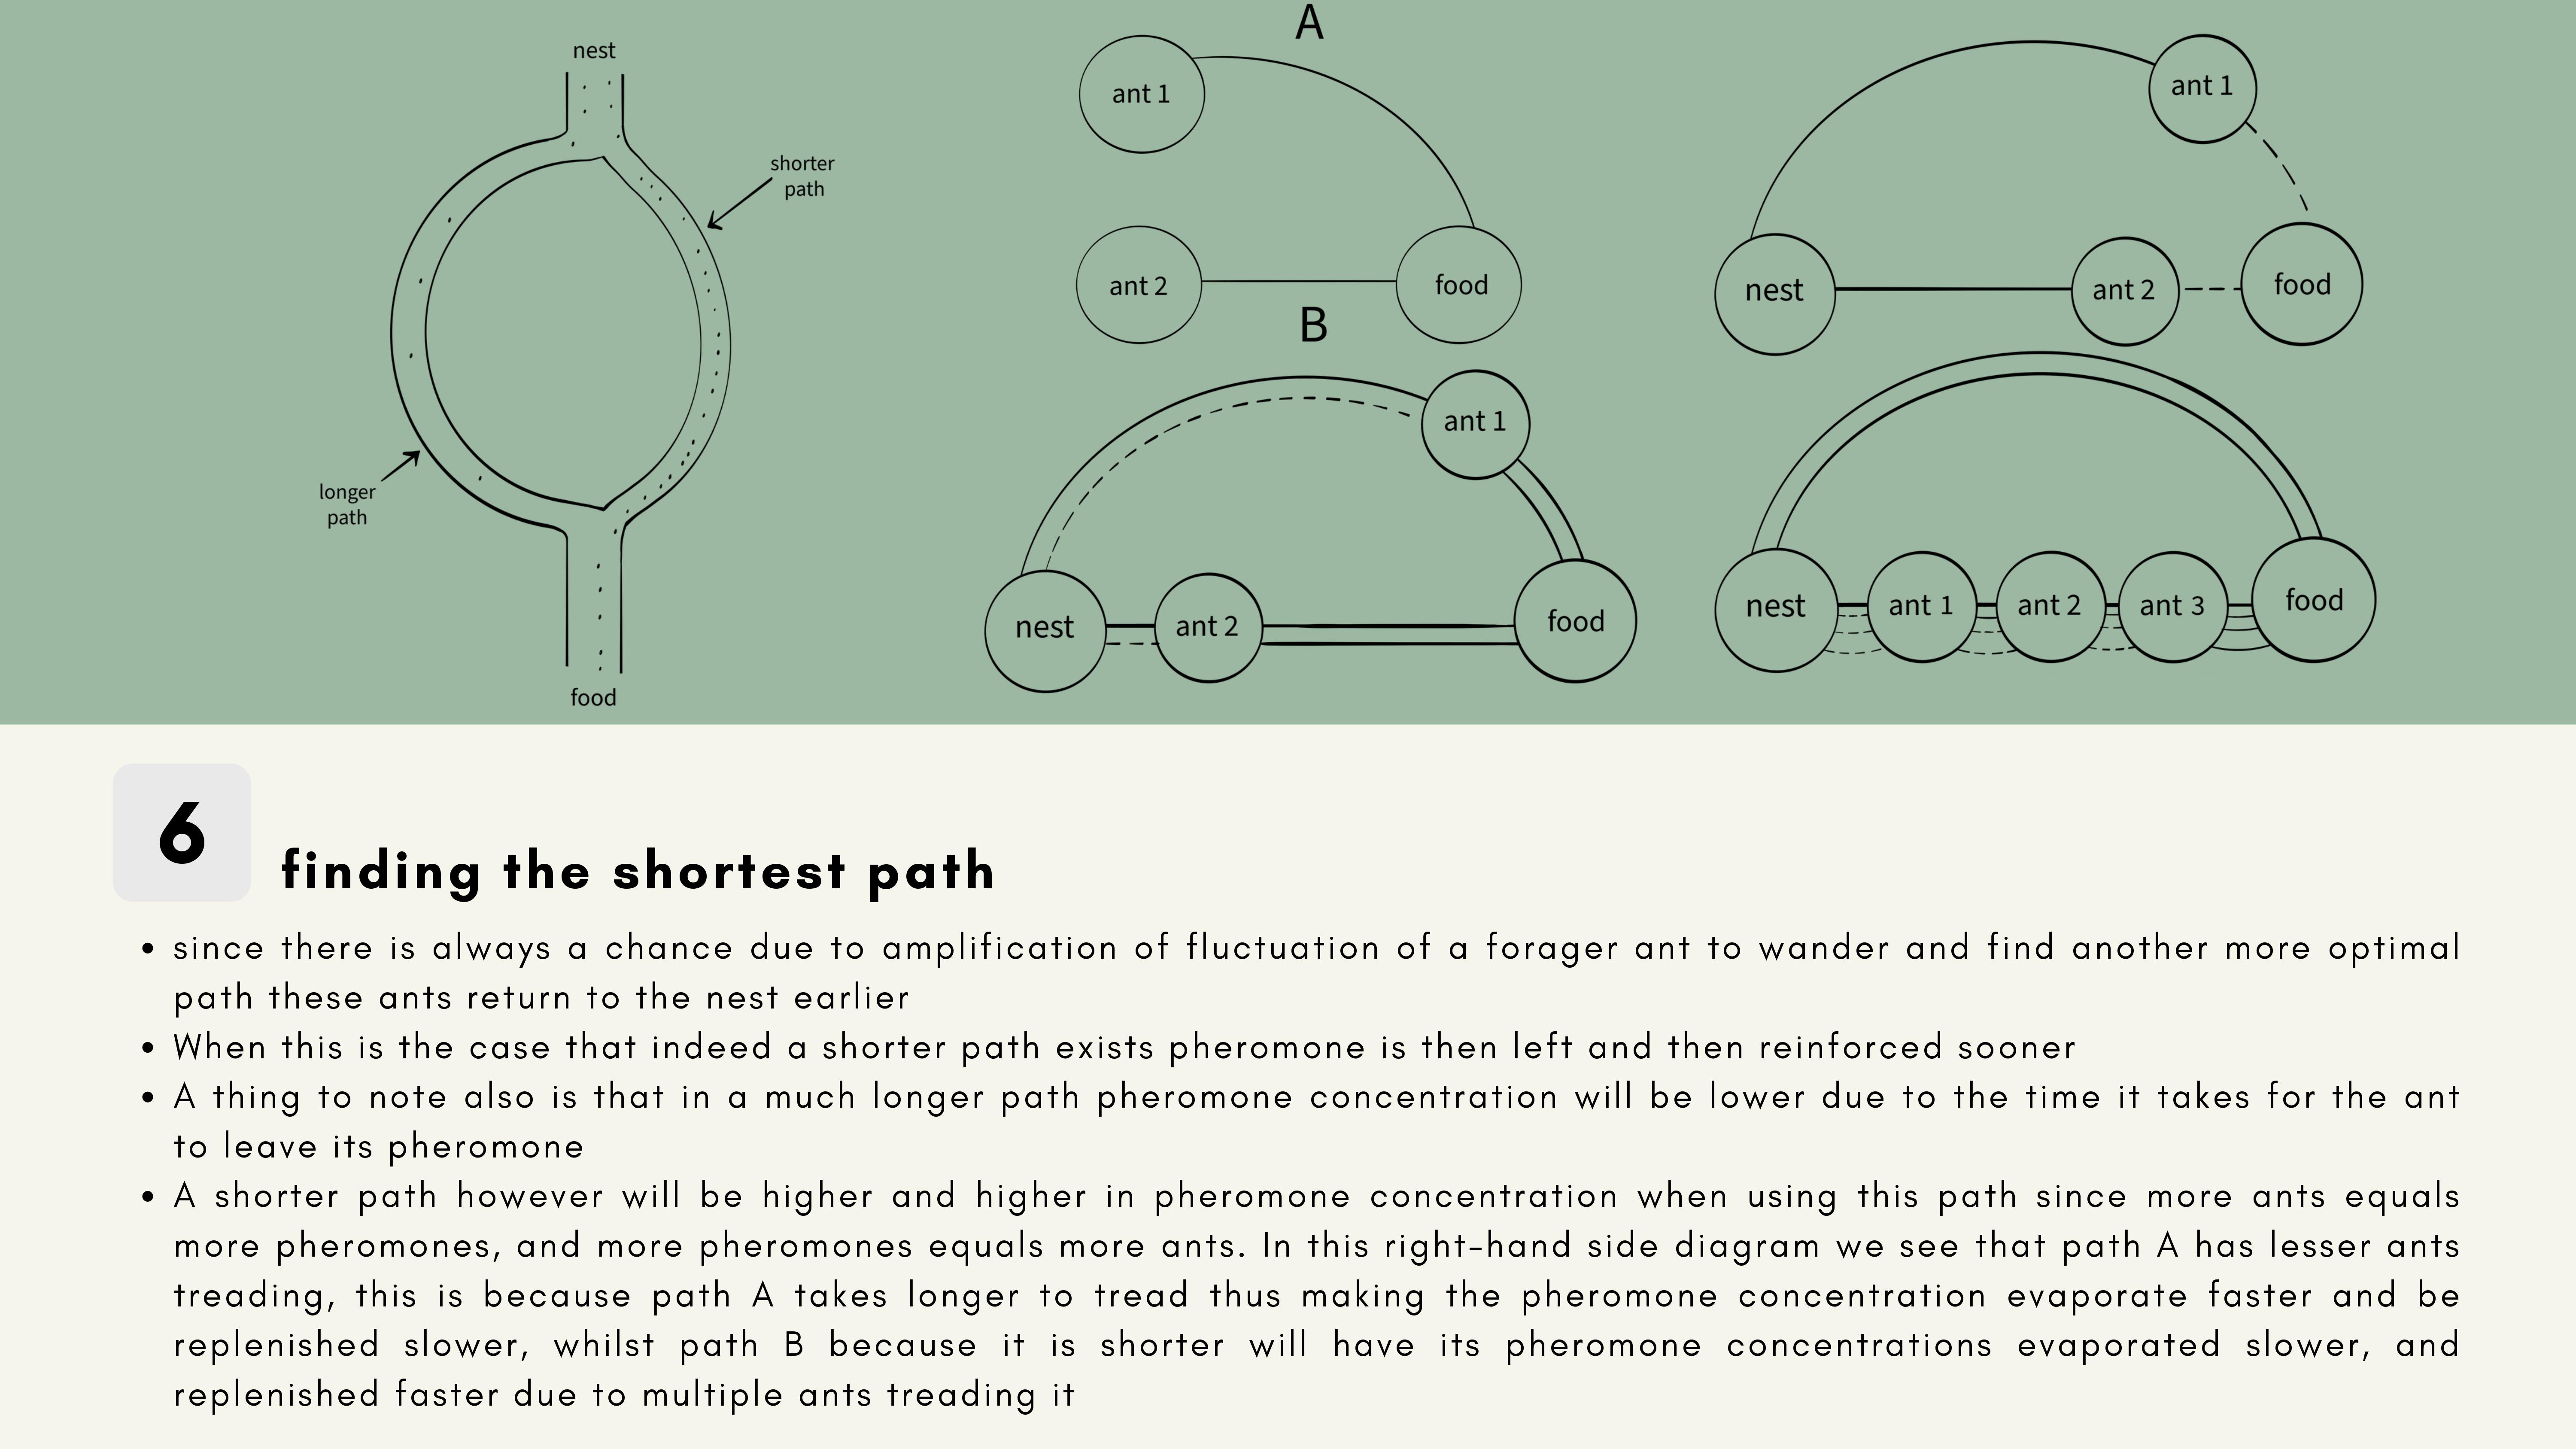 nest
shorter
path
longer
path
food
A
ant 1
ant 2
food
B
ant 1
nest
ant 2
food
ant 1
nest
ant 2
food
nest
ant 1
ant 2
ant 3
food
6
finding the shortest path
• since there is always a chance due to amplification of fluctuation of a forager ant to wander and find another more optimal
path these ants return to the nest earlier
• When this is the case that indeed a shorter path exists pheromone is then left and then reinforced sooner
• A thing to note also is that in a much longer path pheromone concentration will be lower due to the time it takes for the ant
to leave its pheromone
• A shorter path however will be higher and higher in pheromone concentration when using this path since more ants equals
more pheromones, and more pheromones equals more ants. In this right-hand side diagram we see that path A has lesser ants
treading, this is because path A takes longer to tread thus making the pheromone concentration evaporate faster and be
replenished slower, whilst path B because it is shorter will have its pheromone concentrations evaporated slower, and
replenished faster due to multiple ants treading it